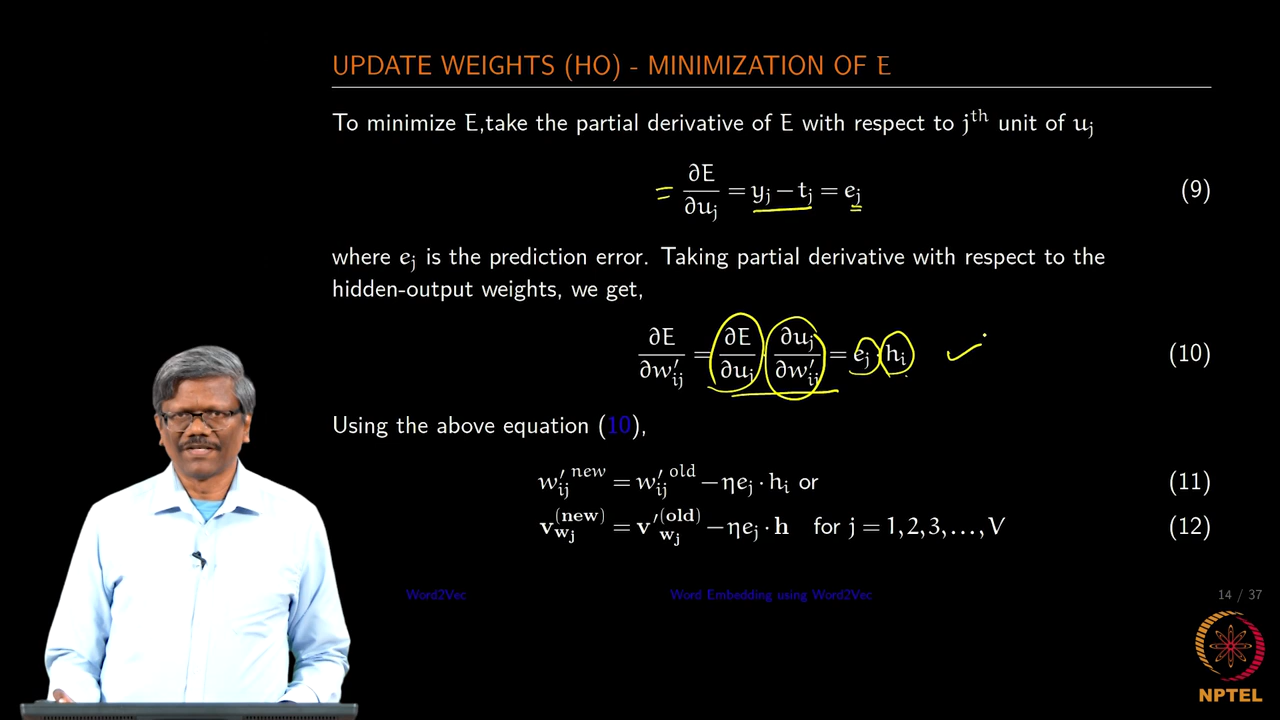 UPDATE WEIGHTS (HO) - MINIMIZATION OF E
To minimize E,take the partial derivative of E with respect to jᵗʰ unit of uⱼ
∂E/∂uⱼ = yⱼ − tⱼ = eⱼ (9)
where eⱼ is the prediction error. Taking partial derivative with respect to the
hidden-output weights, we get,
∂E/∂w′ᵢⱼ = ∂E/∂uⱼ · ∂uⱼ/∂w′ᵢⱼ = eⱼ · hᵢ (10)
Using the above equation (10),
w′ᵢⱼ^new = w′ᵢⱼ^old − ηeⱼ · hᵢ or (11)
v_wⱼ^(new) = v′_wⱼ^(old) − ηeⱼ · h for j = 1,2,3,...,V (12)
Word2Vec Word Embedding using Word2Vec 14 / 37
NPTEL